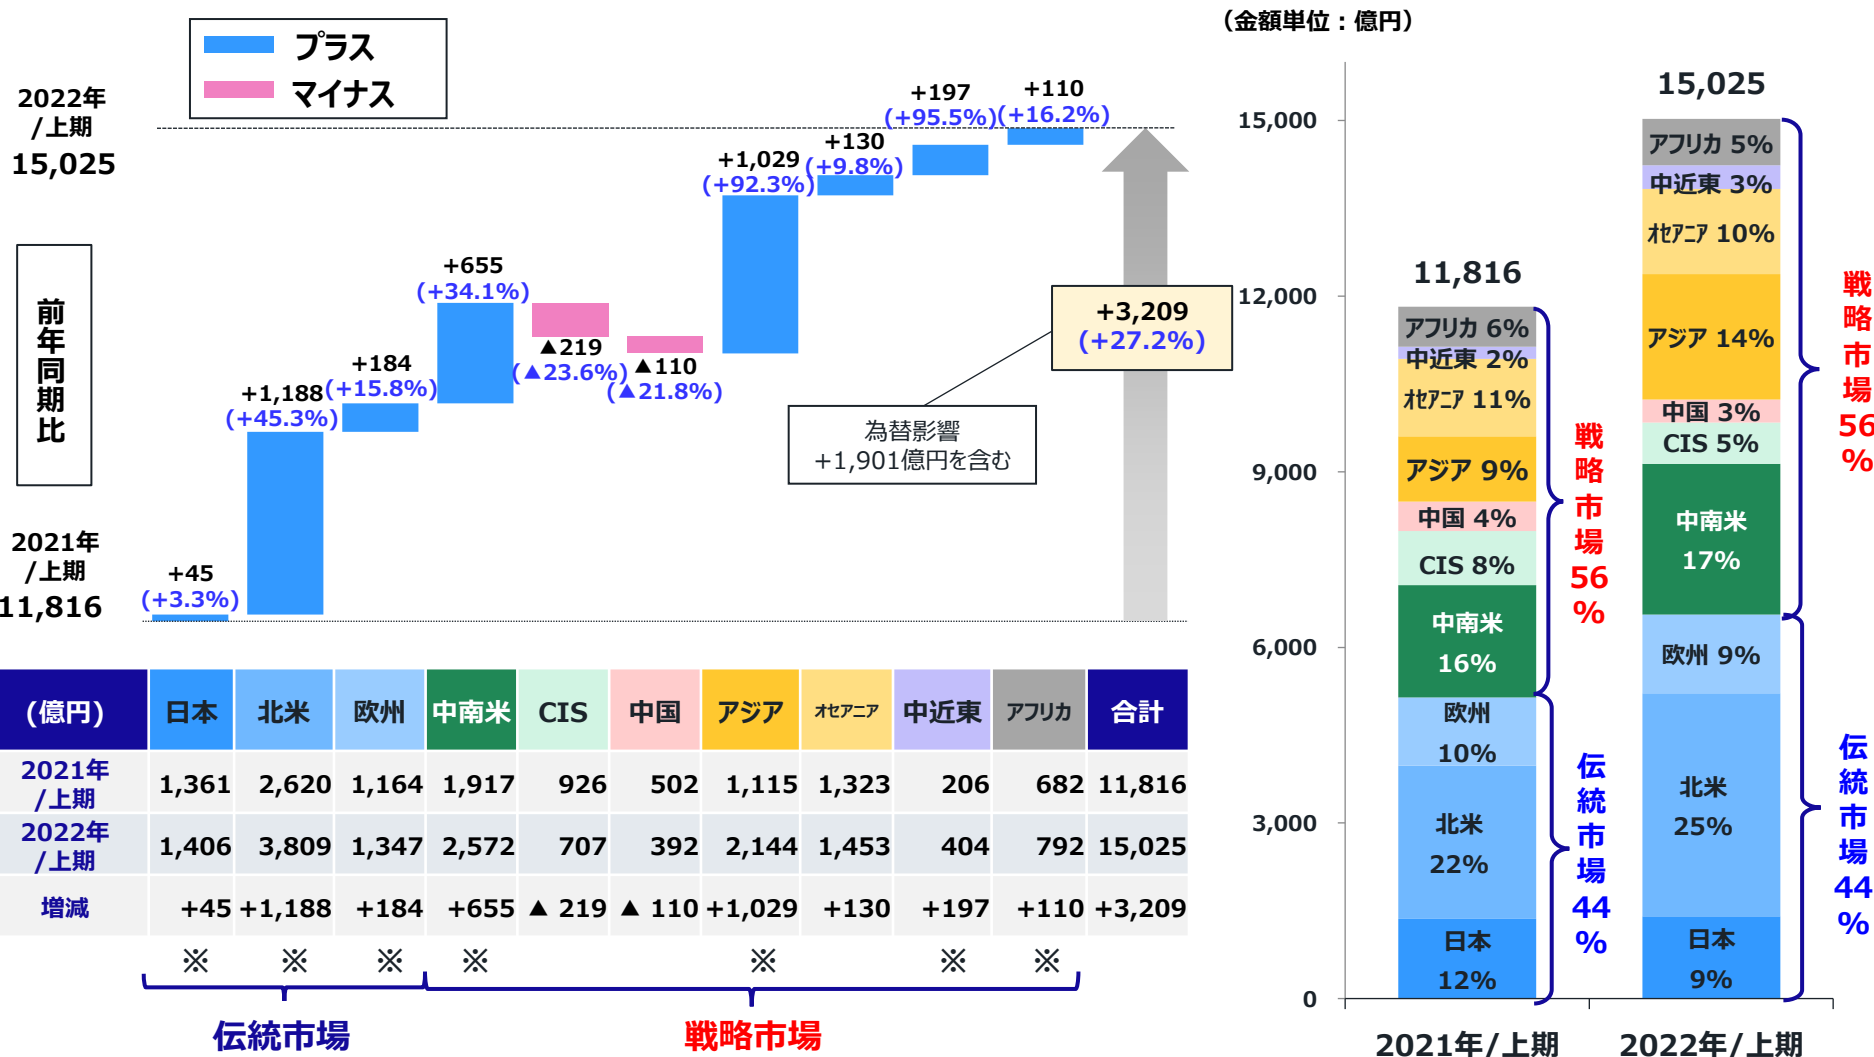 (金額単位：億円)
プラス
マイナス
2022年
/上期
15,025
前年同期比
2021年
/上期
11,816
+45
(+3.3%)
+1,188
(+45.3%)
+184
(+15.8%)
+655
(+34.1%)
▲219
(▲23.6%)
▲110
(▲21.8%)
+1,029
(+92.3%)
+130
(+9.8%)
+197
(+95.5%)
+110
(+16.2%)
+3,209
(+27.2%)
為替影響
+1,901億円を含む
(億円) 日本 北米 欧州 中南米 CIS 中国 アジア オセアニア 中近東 アフリカ 合計
2021年
/上期 1,361 2,620 1,164 1,917 926 502 1,115 1,323 206 682 11,816
2022年
/上期 1,406 3,809 1,347 2,572 707 392 2,144 1,453 404 792 15,025
増減 +45 +1,188 +184 +655 ▲ 219 ▲ 110 +1,029 +130 +197 +110 +3,209
※ ※ ※ ※ ※ ※ ※
伝統市場 戦略市場
15,000
12,000
9,000
6,000
3,000
0
11,816
アフリカ 6%
中近東 2%
オセアニア 11%
アジア 9%
中国 4%
CIS 8%
中南米
16%
欧州
10%
北米
22%
日本
12%
戦略市場56%
伝統市場44%
2021年/上期
15,025
アフリカ 5%
中近東 3%
オセアニア 10%
アジア 14%
中国 3%
CIS 5%
中南米
17%
欧州 9%
北米
25%
日本
9%
戦略市場56%
伝統市場44%
2022年/上期